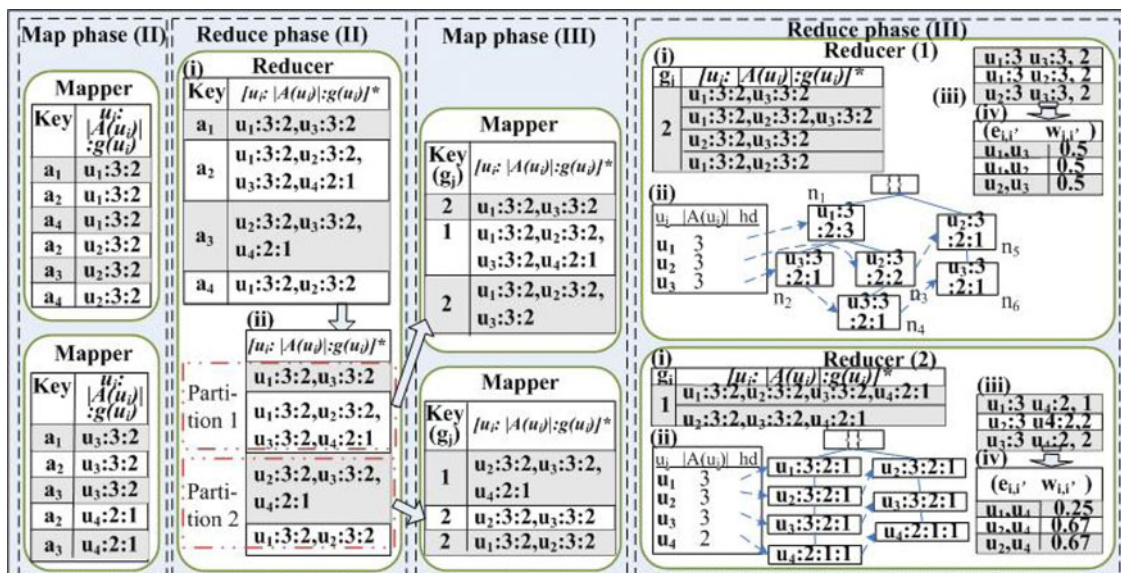 Map phase (II)
Mapper
Key
u_i:
|A(u_i)|
:g(u_i)
a₁ u₁:3:2
a₂ u₁:3:2
a₄ u₁:3:2
a₂ u₂:3:2
a₃ u₂:3:2
a₄ u₂:3:2
Mapper
Key
u_i:
|A(u_i)|
:g(u_i)
a₁ u₃:3:2
a₂ u₃:3:2
a₃ u₃:3:2
a₂ u₄:2:1
a₃ u₄:2:1
Reduce phase (II)
(i) Reducer
Key [u_i: |A(u_i)|:g(u_i)]*
a₁ u₁:3:2,u₃:3:2
a₂ u₁:3:2,u₂:3:2,
u₃:3:2,u₄:2:1
a₃ u₂:3:2,u₃:3:2,
u₄:2:1
a₄ u₁:3:2,u₂:3:2
(ii)
[u_i: |A(u_i)|:g(u_i)]*
Parti-
tion 1
u₁:3:2,u₃:3:2
u₁:3:2,u₂:3:2,
u₃:3:2,u₄:2:1
Parti-
tion 2
u₂:3:2,u₃:3:2,
u₄:2:1
u₁:3:2,u₂:3:2
Map phase (III)
Mapper
Key
(g_j)
[u_i: |A(u_i)|:g(u_i)]*
2 u₁:3:2,u₃:3:2
1 u₁:3:2,u₂:3:2,
u₃:3:2,u₄:2:1
2 u₁:3:2,u₂:3:2,
u₃:3:2
Mapper
Key
(g_j)
[u_i: |A(u_i)|:g(u_i)]*
1 u₂:3:2,u₃:3:2,
u₄:2:1
2 u₂:3:2,u₃:3:2
2 u₁:3:2,u₂:3:2
Reduce phase (III)
Reducer (1)
(i)
g_j [u_i: |A(u_i)|:g(u_i)]*
2
u₁:3:2,u₃:3:2
u₁:3:2,u₂:3:2,u₃:3:2
u₂:3:2,u₃:3:2
u₁:3:2,u₂:3:2
(ii)
u_i |A(u_i)| hd
u₁ 3
u₂ 3
u₃ 3
{ }
n₁
u₁:3
:2:3
u₂:3
:2:1
n₅
u₃:3
:2:1
n₂
u₂:3
:2:2
n₃
u₃:3
:2:1
n₆
u₃:3
:2:1
n₄
(iii)
u₁:3 u₃:3, 2
u₁:3 u₂:3, 2
u₂:3 u₃:3, 2
(iv)
(e_i,i' w_i,i' )
u₁,u₃ 0.5
u₁,u₂ 0.5
u₂,u₃ 0.5
Reducer (2)
(i)
g_j [u_i: |A(u_i)|:g(u_i)]*
1
u₁:3:2,u₂:3:2,u₃:3:2,u₄:2:1
u₂:3:2,u₃:3:2,u₄:2:1
(ii)
u_i |A(u_i)| hd
u₁ 3
u₂ 3
u₃ 3
u₄ 2
{ }
u₁:3:2:1
u₂:3:2:1
u₂:3:2:1
u₃:3:2:1
u₃:3:2:1
u₄:2:1:1
u₄:2:1:1
(iii)
u₁:3 u₄:2, 1
u₂:3 u4:2,2
u₃:3 u₄:2, 2
(iv)
(e_i,i' w_i,i' )
u₁,u₄ 0.25
u₂,u₄ 0.67
u₂,u₄ 0.67